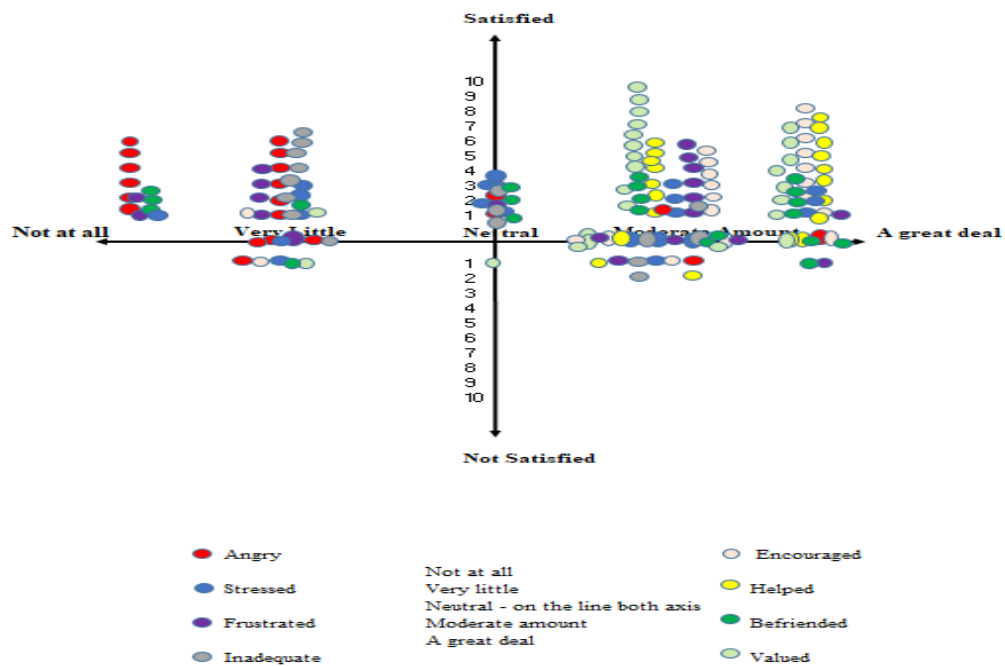 Satisfied
10
9
8
7
6
5
4
3
2
1
Not at all Very Little Neutral Moderate Amount A great deal
1
2
3
4
5
6
7
8
9
10
Not Satisfied
Angry
Stressed
Frustrated
Inadequate
Not at all
Very little
Neutral - on the line both axis
Moderate amount
A great deal
Encouraged
Helped
Befriended
Valued